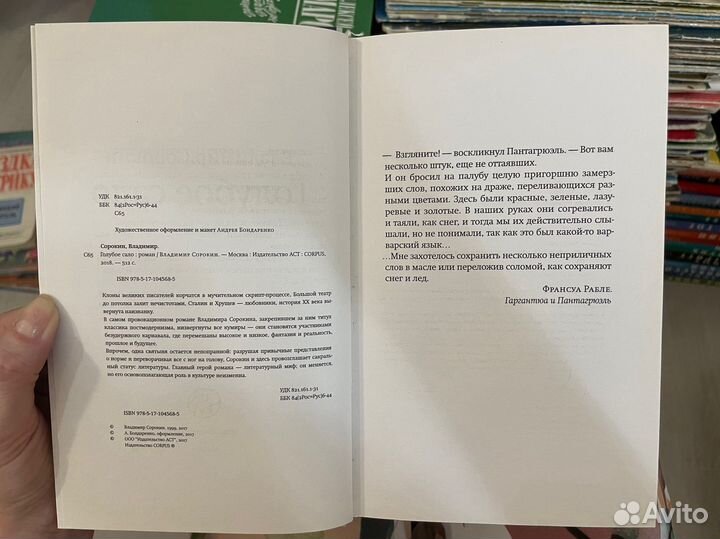 УДК 821.161.1-31
ББК 84(2Рос=Рус)6-44
С65
Художественное оформление и макет Андрея Бондаренко
Сорокин, Владимир.
С65 Голубое сало : роман / Владимир Сорокин. — Москва : Издательство АСТ : CORPUS,
2018. — 512 с.
ISBN 978-5-17-104568-5
Клоны великих писателей корчатся в мучительном скрипт-процессе, Большой театр
до потолка залит нечистотами, Сталин и Хрущев — любовники, история ХХ века вы-
вернута наизнанку.
В самом провокационном романе Владимира Сорокина, закрепившем за ним титул
классика постмодернизма, низвергнуты все кумиры — они становятся участниками
безудержного карнавала, где перемешаны высокое и низкое, фантазия и реальность,
прошлое и будущее.
Впрочем, одна святыня остается непопранной: разрушая привычные представления
о норме и переворачивая все с ног на голову, Сорокин и здесь провозглашает сакраль-
ный статус литературы. Главный герой романа — литературный миф; он меняется,
но его основополагающая роль в культуре неизменна.
УДК 821.161.1-31
ББК 84(2Рос=Рус)6-44
ISBN 978-5-17-104568-5
© Владимир Сорокин, 1999, 2017
© А. Бондаренко, оформление, 2017
© ООО "Издательство АСТ", 2017
Издательство CORPUS ®
— Взгляните! — воскликнул Пантагрюэль. — Вот вам
несколько штук, еще не оттаявших.
И он бросил на палубу целую пригоршню замерз-
ших слов, похожих на драже, переливающихся раз-
ными цветами. Здесь были красные, зеленые, лазу-
ревые и золотые. В наших руках они согревались
и таяли, как снег, и тогда мы их действительно слыша-
ли, но не понимали, так как это был какой-то вар-
варский язык…
…Мне захотелось сохранить несколько неприличных
слов в масле или переложив соломой, как сохраняют
снег и лед.
Франсуа Рабле.
Гаргантюа и Пантагрюэль
Avito